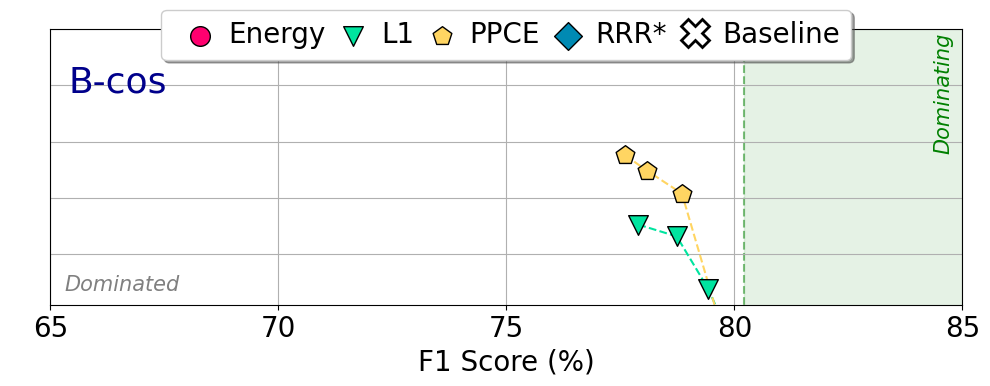 Energy L1 PPCE RRR* Baseline
B-cos
Dominating
Dominated
65 70 75 80 85
F1 Score (%)